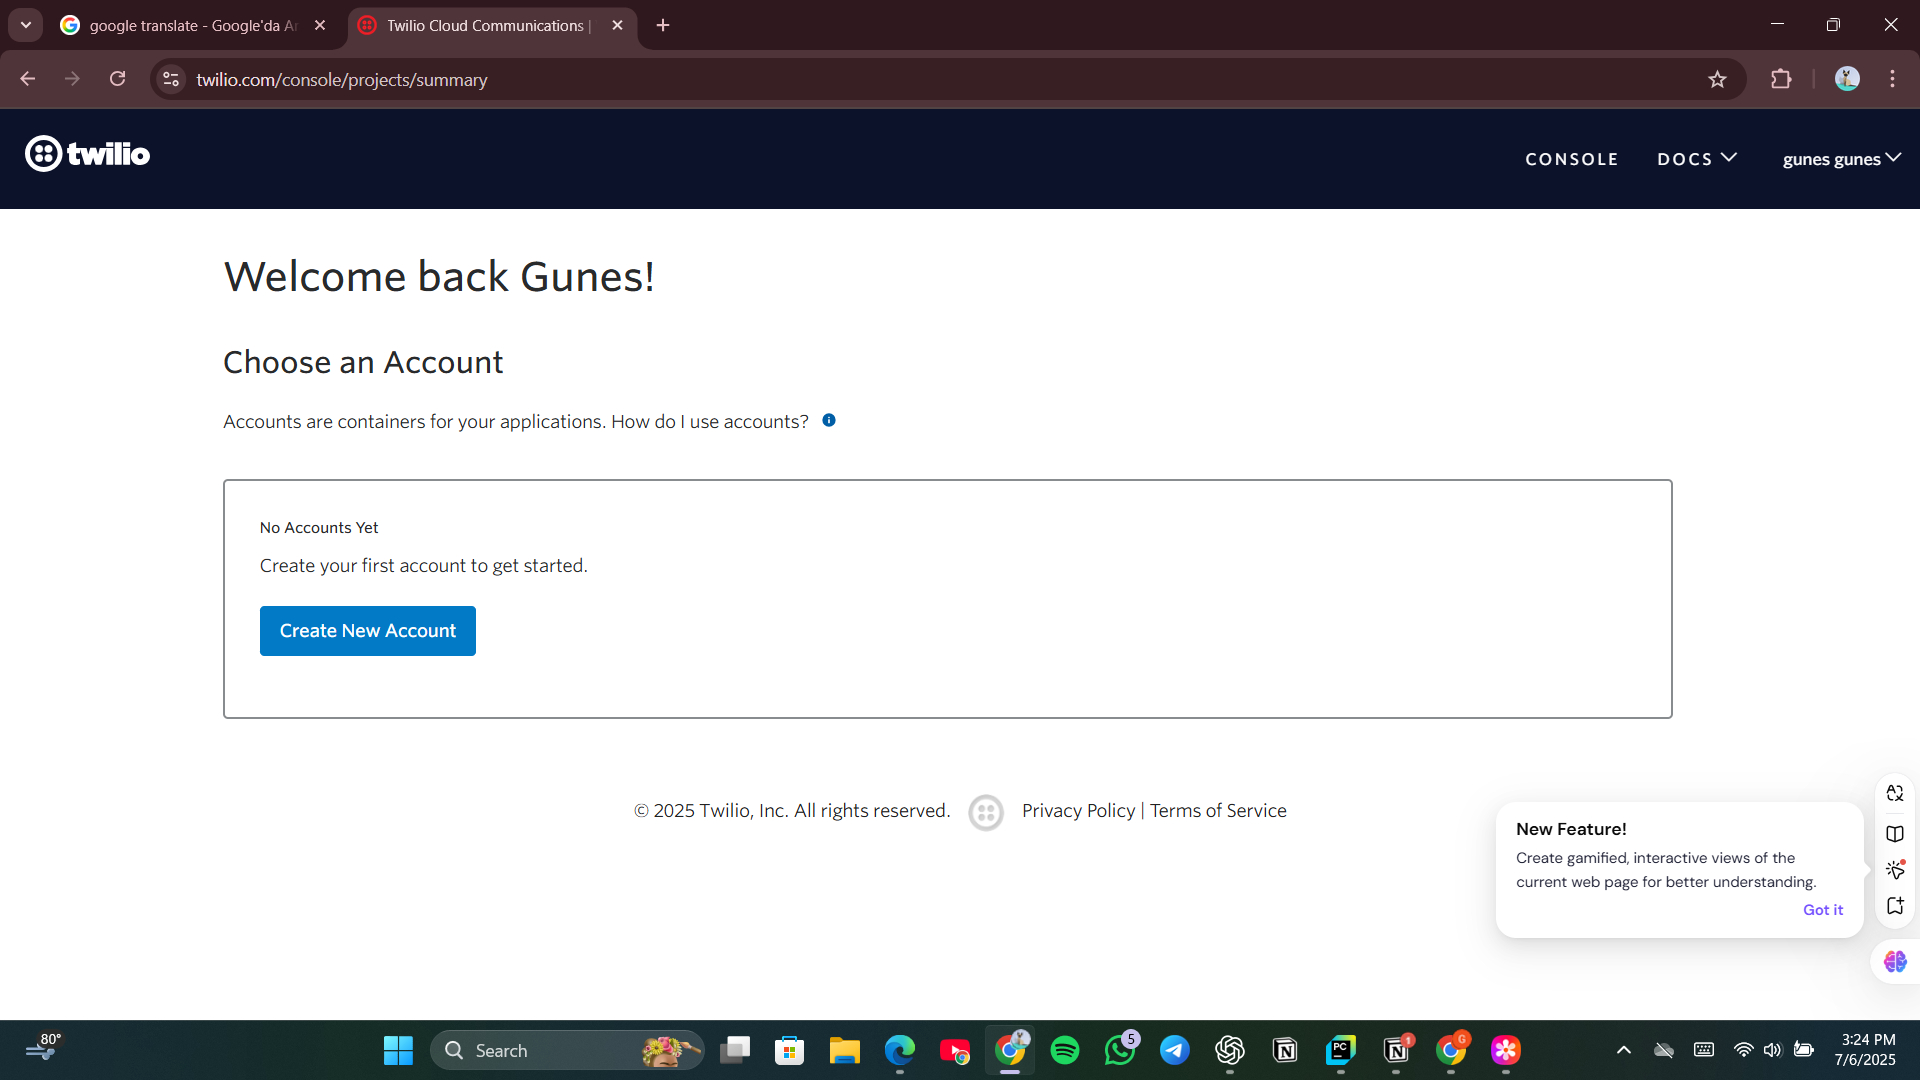 google translate - Google'da Ar
Twilio Cloud Communications |
twilio.com/console/projects/summary
twilio
CONSOLE
DOCS
gunes gunes
Welcome back Gunes!
Choose an Account
Accounts are containers for your applications. How do I use accounts?
No Accounts Yet
Create your first account to get started.
Create New Account
© 2025 Twilio, Inc. All rights reserved.
Privacy Policy | Terms of Service
New Feature!
Create gamified, interactive views of the
current web page for better understanding.
Got it
80°
Search
5
PC
1
G
3:24 PM
7/6/2025